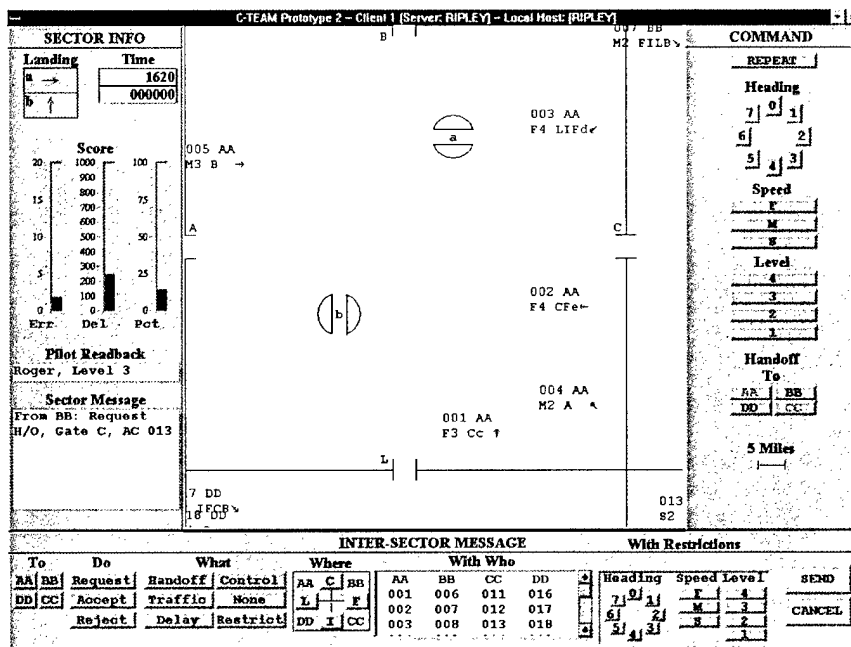 C-TEAM Prototype 2 – Client 1 [Server: RIPLEY] – Local Host: [RIPLEY]
SECTOR INFO
Landing Time
a → 1620
b ↑ 000000
Score
20 1000 100
900
800
15 75
700
600
10 500 50
400
300
5 25
200
100
0 0 0
Err Del Pct
Pilot Readback
Roger, Level 3
Sector Message
From BB: Request
H/O, Gate C, AC 013
B
007 BB
M2 FILB↘
003 AA
F4 LIFd↙
a
005 AA
M3 B →
A
C
002 AA
F4 CFe←
b
004 AA
M2 A ↖
001 AA
F3 Cc ↑
L
7 DD
IFCB↘
18 DD
013
S2
COMMAND
REPEAT
Heading
0
7 1
6 2
5 3
4
Speed
F
M
S
Level
4
3
2
1
Handoff
To
AA BB
DD CC
5 Miles
INTER-SECTOR MESSAGE
To Do What Where With Who With Restrictions
AA BB Request Handoff Control AA C BB AA BB CC DD Heading Speed Level SEND
DD CC Accept Traffic None L F 001 006 011 016 0 7 1 F 4
Reject Delay Restrict DD I CC 002 007 012 017 6 2 M 3 CANCEL
003 008 013 018 5 3 S 2
4 1